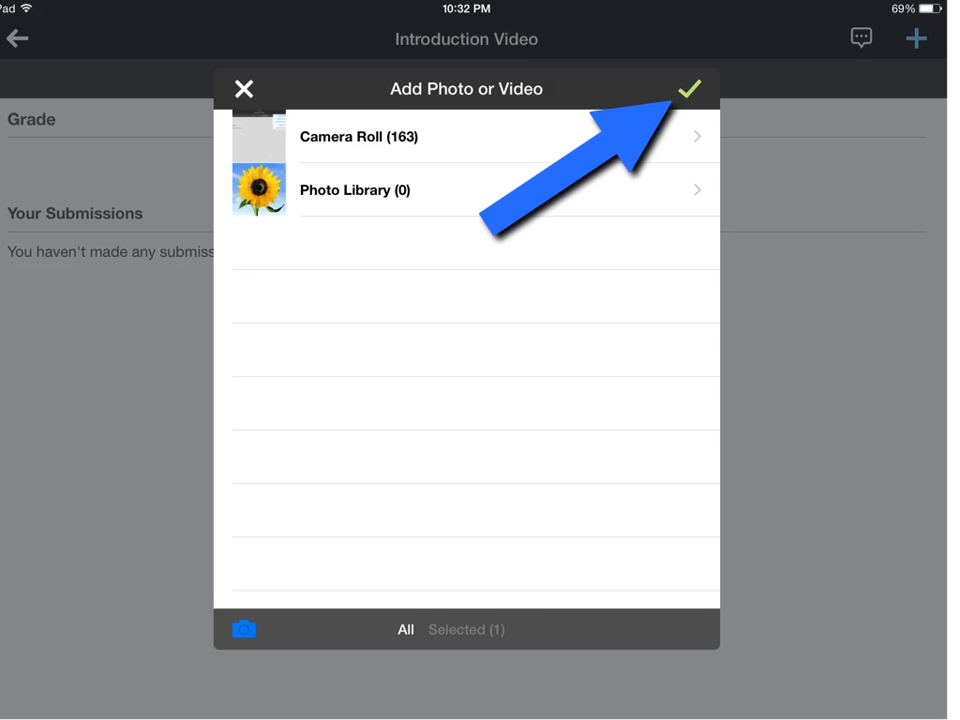 Pad 10:32 PM 69%
Introduction Video
Add Photo or Video
Grade
Camera Roll (163)
Photo Library (0)
Your Submissions
You haven't made any submiss
All Selected (1)